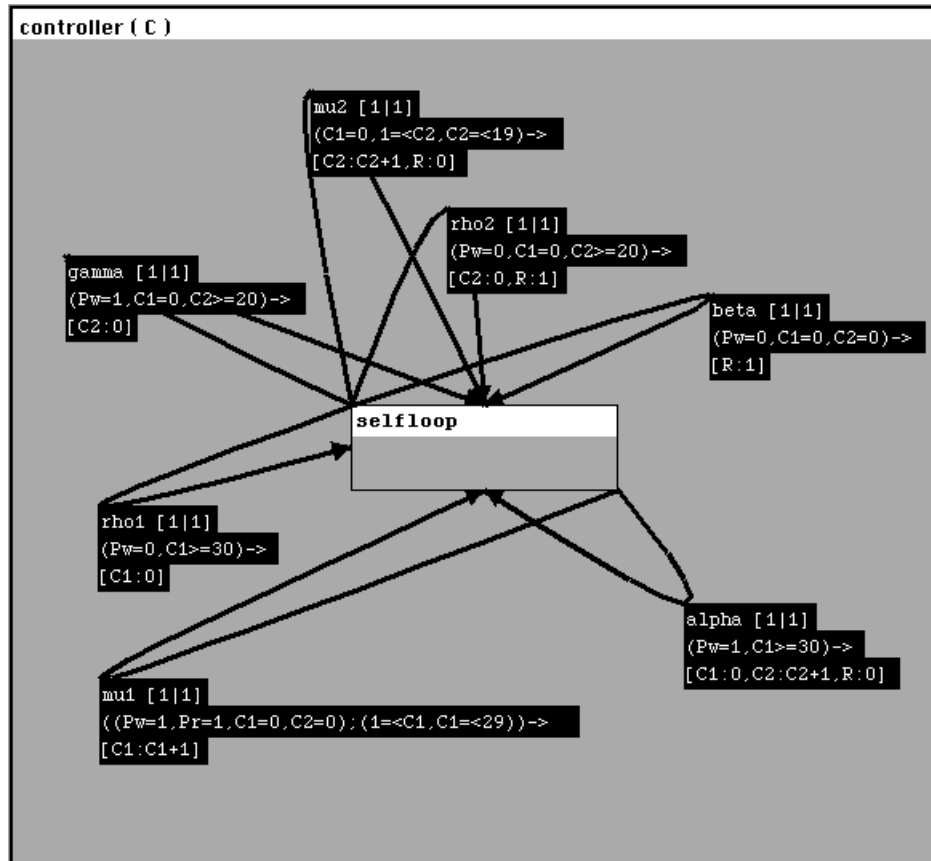 controller ( C )
mu2 [1|1]
(C1=0,1=<C2,C2=<19)->
[C2:C2+1,R:0]
rho2 [1|1]
(Pw=0,C1=0,C2>=20)->
[C2:0,R:1]
gamma [1|1]
(Pw=1,C1=0,C2>=20)->
[C2:0]
beta [1|1]
(Pw=0,C1=0,C2=0)->
[R:1]
selfloop
rho1 [1|1]
(Pw=0,C1>=30)->
[C1:0]
alpha [1|1]
(Pw=1,C1>=30)->
[C1:0,C2:C2+1,R:0]
mu1 [1|1]
((Pw=1,Pr=1,C1=0,C2=0);(1=<C1,C1=<29))->
[C1:C1+1]